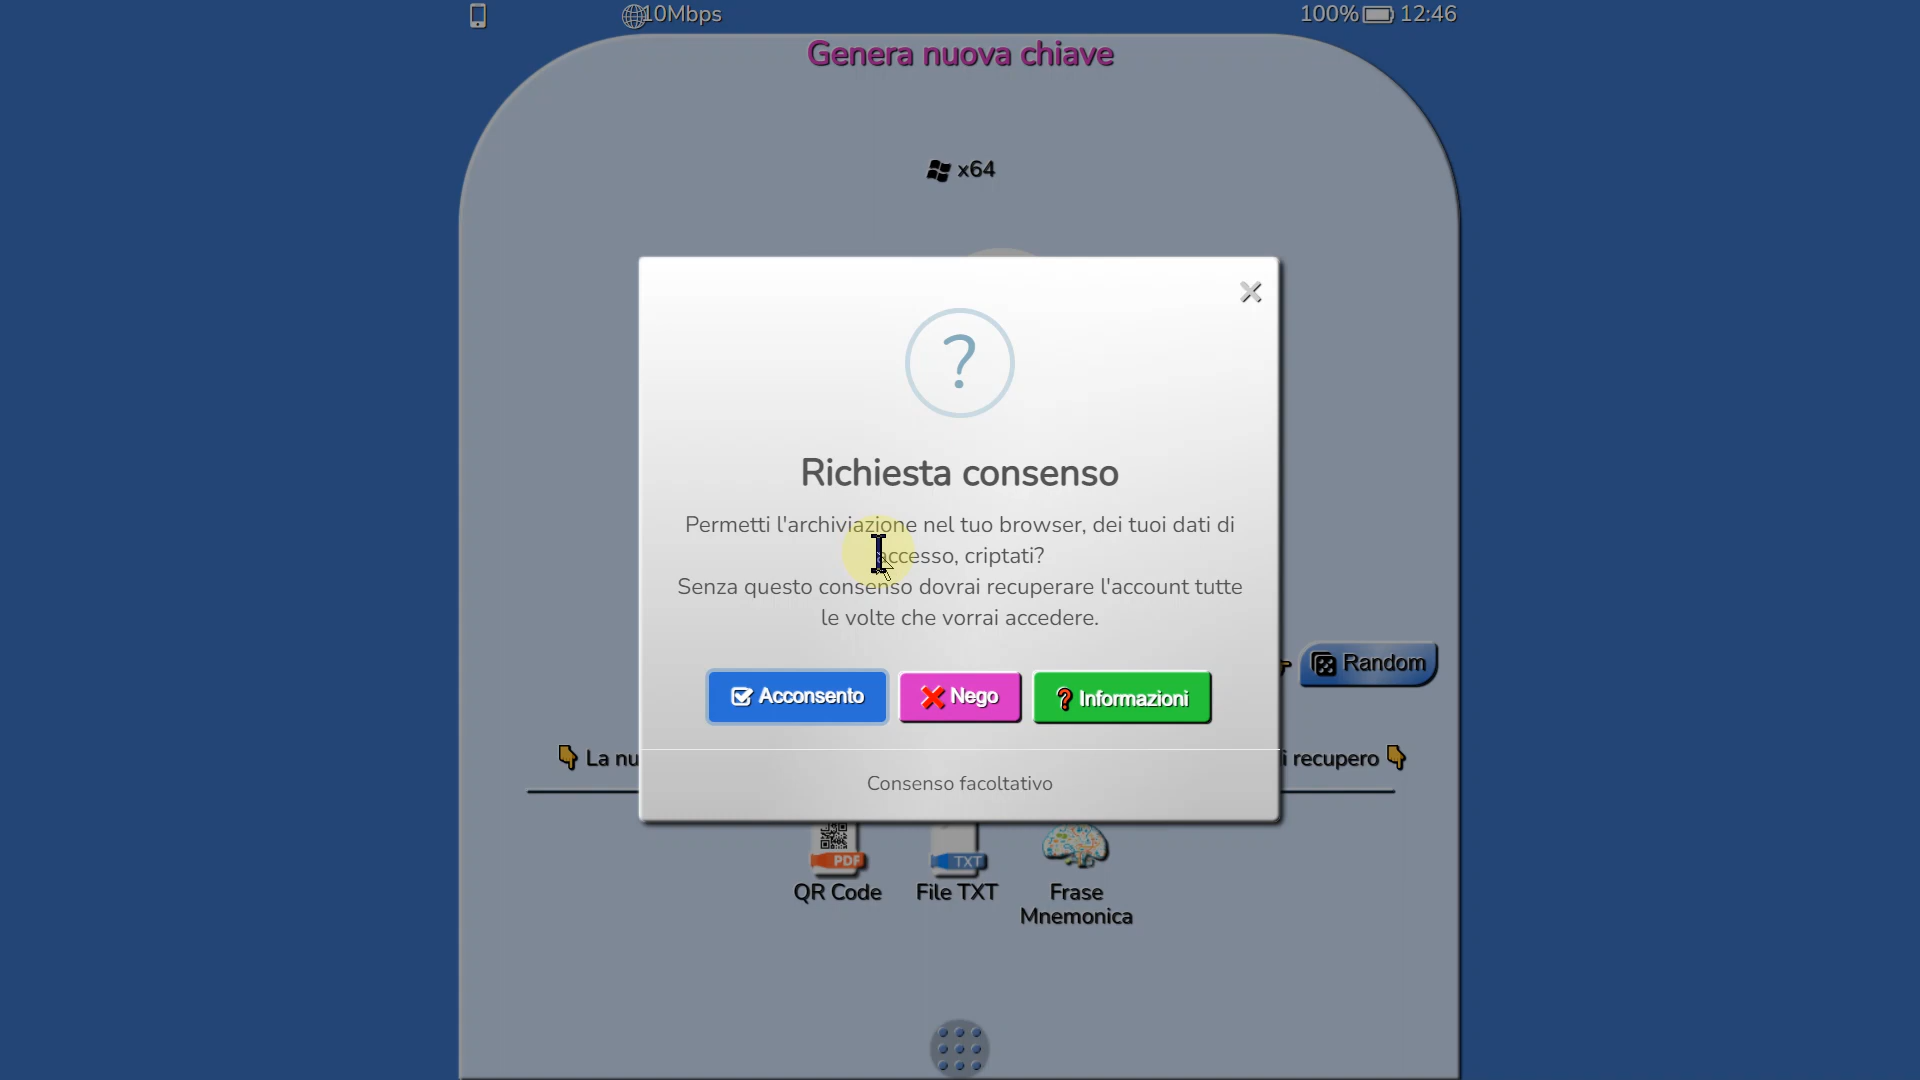 10Mbps
100% 12:46
Genera nuova chiave
x64
?
Richiesta consenso
Permetti l'archiviazione nel tuo browser, dei tuoi dati di
accesso, criptati?
Senza questo consenso dovrai recuperare l'account tutte
le volte che vorrai accedere.
Random
Acconsento
Nego
? Informazioni
La nu
i recupero
Consenso facoltativo
PDF
TXT
QR Code
File TXT
Frase
Mnemonica